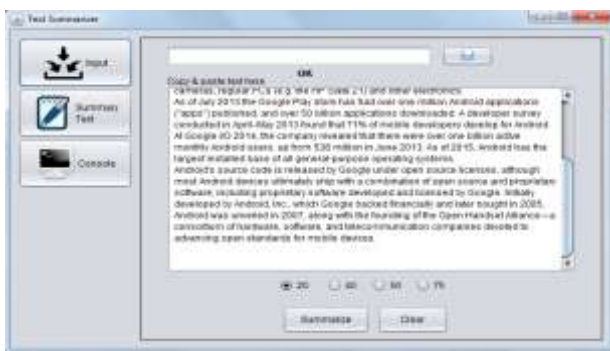 Text Summarizer
Input
Summary
Text
Console
OR
Copy & paste text here
cameras, regular PCs (e.g. the HP Slate 21) and other electronics.
As of July 2013 the Google Play store has had over one million Android applications
("apps") published, and over 50 billion applications downloaded. A developer survey
conducted in April–May 2013 found that 71% of mobile developers develop for Android.
At Google I/O 2014, the company revealed that there were over one billion active
monthly Android users, up from 538 million in June 2013. As of 2015, Android has the
largest installed base of all general-purpose operating systems.
Android's source code is released by Google under open source licenses, although
most Android devices ultimately ship with a combination of open source and proprietary
software, including proprietary software developed and licensed by Google. Initially
developed by Android, Inc., which Google backed financially and later bought in 2005,
Android was unveiled in 2007, along with the founding of the Open Handset Alliance—a
consortium of hardware, software, and telecommunication companies devoted to
advancing open standards for mobile devices.
20
50
75
Summarize
Clear